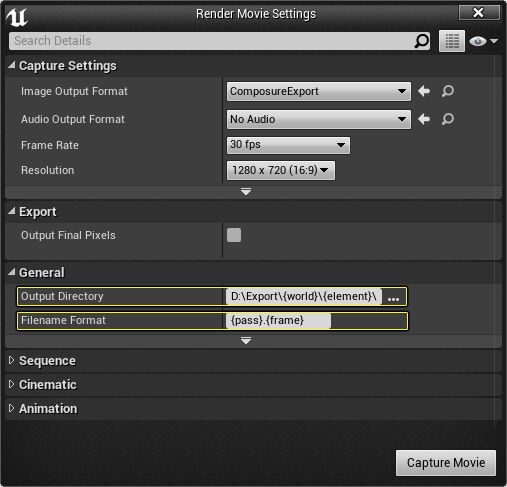 Render Movie Settings
Search Details
Capture Settings
Image Output Format
ComposureExport
Audio Output Format
No Audio
Frame Rate
30 fps
Resolution
1280 x 720 (16:9)
Export
Output Final Pixels
General
Output Directory
D:\Export\{world}\{element}\
...
Filename Format
{pass}.{frame}
Sequence
Cinematic
Animation
Capture Movie